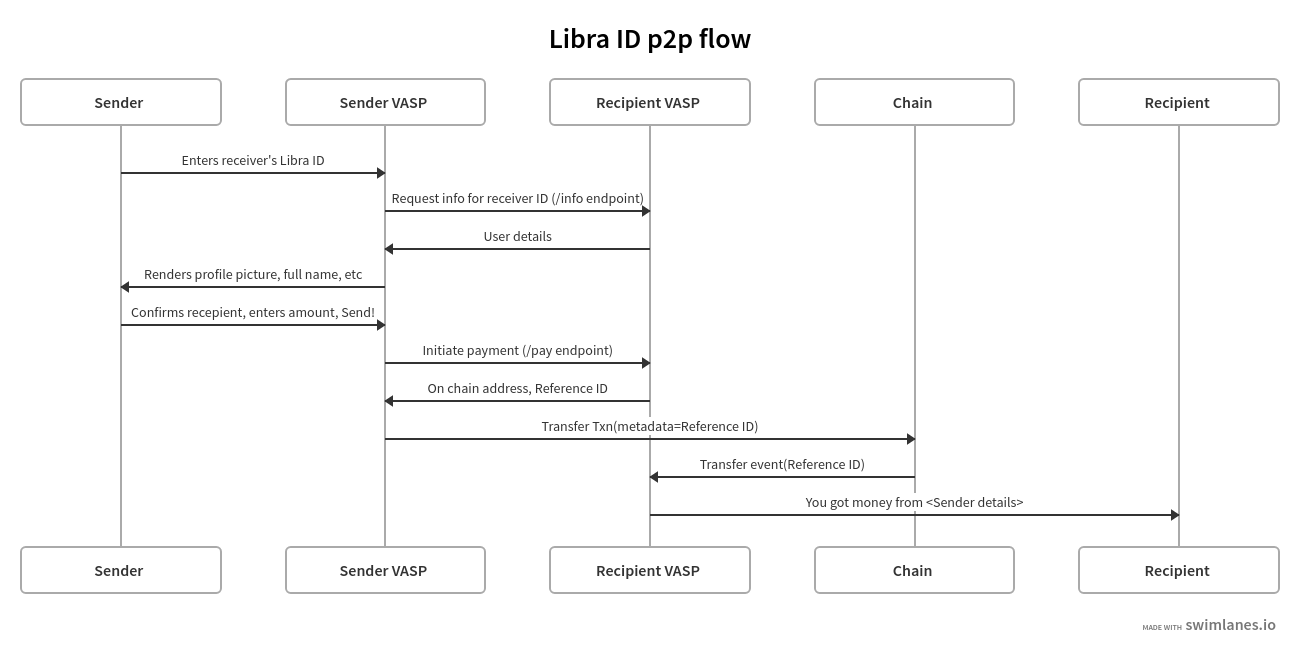 Libra ID p2p flow
Sender
Sender VASP
Recipient VASP
Chain
Recipient
Enters receiver's Libra ID
Request info for receiver ID (/info endpoint)
User details
Renders profile picture, full name, etc
Confirms recepient, enters amount, Send!
Initiate payment (/pay endpoint)
On chain address, Reference ID
Transfer Txn(metadata=Reference ID)
Transfer event(Reference ID)
You got money from <Sender details>
Sender
Sender VASP
Recipient VASP
Chain
Recipient
MADE WITH swimlanes.io